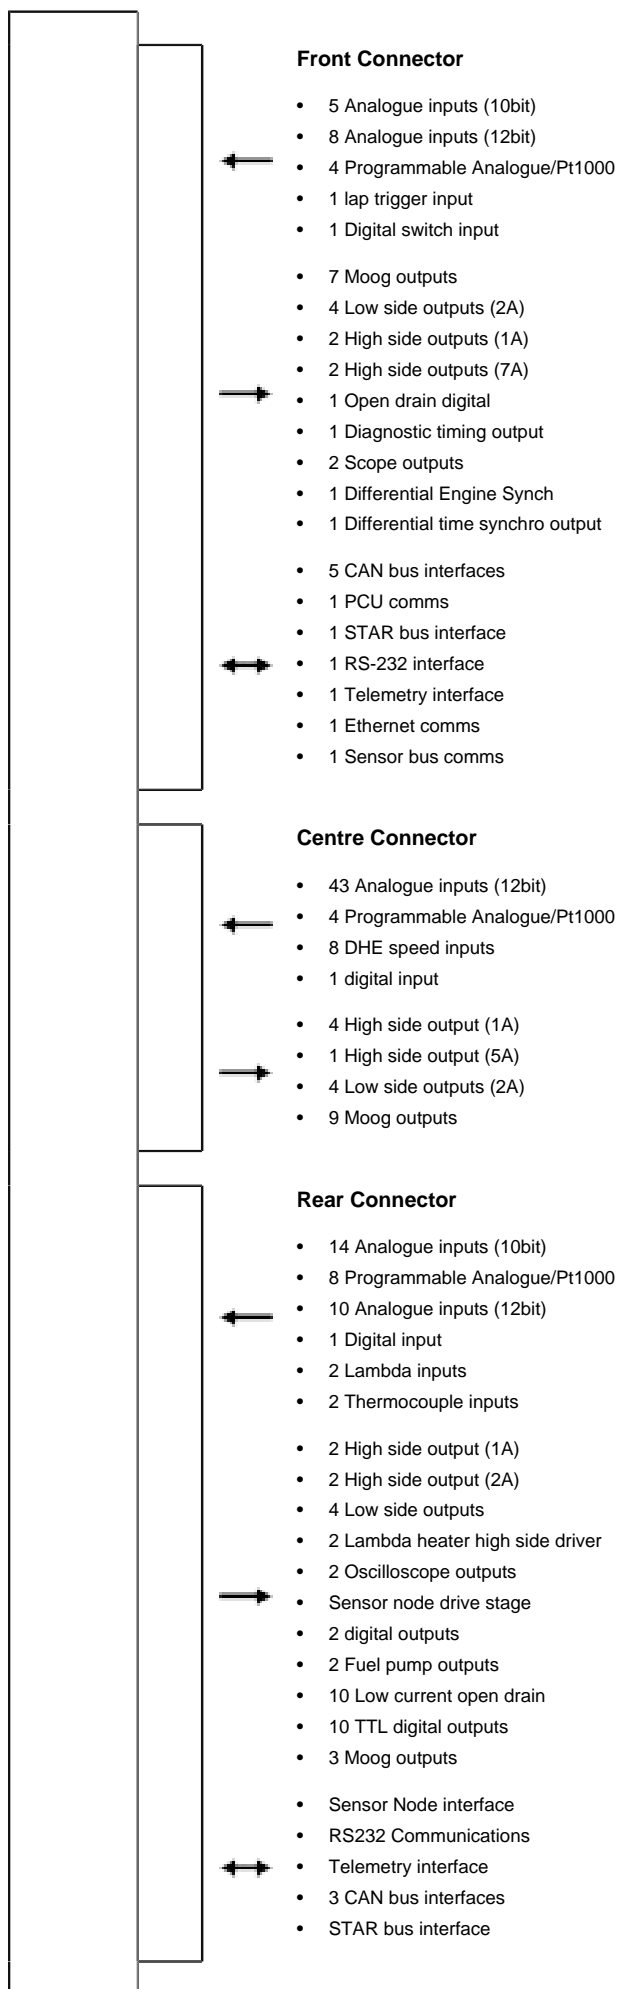 Front Connector
• 5 Analogue inputs (10bit)
• 8 Analogue inputs (12bit)
• 4 Programmable Analogue/Pt1000
• 1 lap trigger input
• 1 Digital switch input
• 7 Moog outputs
• 4 Low side outputs (2A)
• 2 High side outputs (1A)
• 2 High side outputs (7A)
• 1 Open drain digital
• 1 Diagnostic timing output
• 2 Scope outputs
• 1 Differential Engine Synch
• 1 Differential time synchro output
• 5 CAN bus interfaces
• 1 PCU comms
• 1 STAR bus interface
• 1 RS-232 interface
• 1 Telemetry interface
• 1 Ethernet comms
• 1 Sensor bus comms
Centre Connector
• 43 Analogue inputs (12bit)
• 4 Programmable Analogue/Pt1000
• 8 DHE speed inputs
• 1 digital input
• 4 High side output (1A)
• 1 High side output (5A)
• 4 Low side outputs (2A)
• 9 Moog outputs
Rear Connector
• 14 Analogue inputs (10bit)
• 8 Programmable Analogue/Pt1000
• 10 Analogue inputs (12bit)
• 1 Digital input
• 2 Lambda inputs
• 2 Thermocouple inputs
• 2 High side output (1A)
• 2 High side output (2A)
• 4 Low side outputs
• 2 Lambda heater high side driver
• 2 Oscilloscope outputs
• Sensor node drive stage
• 2 digital outputs
• 2 Fuel pump outputs
• 10 Low current open drain
• 10 TTL digital outputs
• 3 Moog outputs
• Sensor Node interface
• RS232 Communications
• Telemetry interface
• 3 CAN bus interfaces
• STAR bus interface